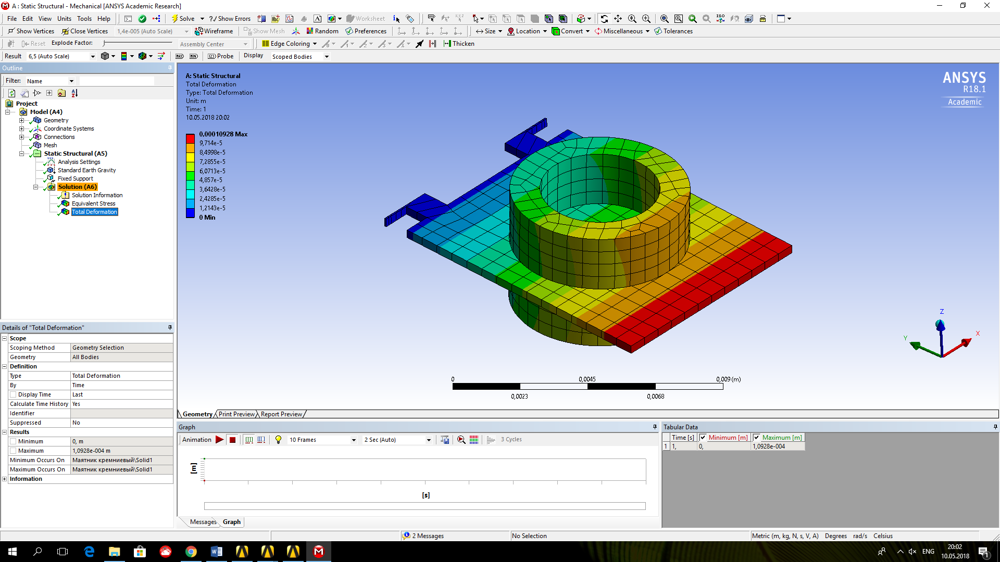 A : Static Structural - Mechanical [ANSYS Academic Research]
File Edit View Units Tools Help Solve ?/ Show Errors Worksheet
Show Vertices Close Vertices 1,4e-005 (Auto Scale) Wireframe Show Mesh Random Preferences Size Location Convert Miscellaneous Tolerances
Reset Explode Factor: Assembly Center Edge Coloring Thicken
Result 6,5 (Auto Scale) MAX MIN Probe Display Scoped Bodies
Outline
Filter: Name
Project
Model (A4)
Geometry
Coordinate Systems
Connections
Mesh
Static Structural (A5)
Analysis Settings
Standard Earth Gravity
Fixed Support
Solution (A6)
Solution Information
Equivalent Stress
Total Deformation
Details of "Total Deformation"
Scope
Scoping Method Geometry Selection
Geometry All Bodies
Definition
Type Total Deformation
By Time
Display Time Last
Calculate Time History Yes
Identifier
Suppressed No
Results
Minimum 0, m
Maximum 1,0928e-004 m
Minimum Occurs On Маятник кремниевый\Solid1
Maximum Occurs On Маятник кремниевый\Solid1
Information
A: Static Structural
Total Deformation
Type: Total Deformation
Unit: m
Time: 1
10.05.2018 20:02
0,00010928 Max
9,714e-5
8,4998e-5
7,2855e-5
6,0713e-5
4,857e-5
3,6428e-5
2,4285e-5
1,2143e-5
0 Min
ANSYS
R18.1
Academic
Z
Y
X
0 0,0045 0,009 (m)
0,0023 0,0068
Geometry Print Preview Report Preview
Graph
Animation 10 Frames 2 Sec (Auto) 3 Cycles
[m]
[s]
Messages Graph
Tabular Data
Time [s] Minimum [m] Maximum [m]
1 1, 0, 1,0928e-004
2 Messages No Selection Metric (m, kg, N, s, V, A) Degrees rad/s Celsius
ENG
20:02
10.05.2018
1